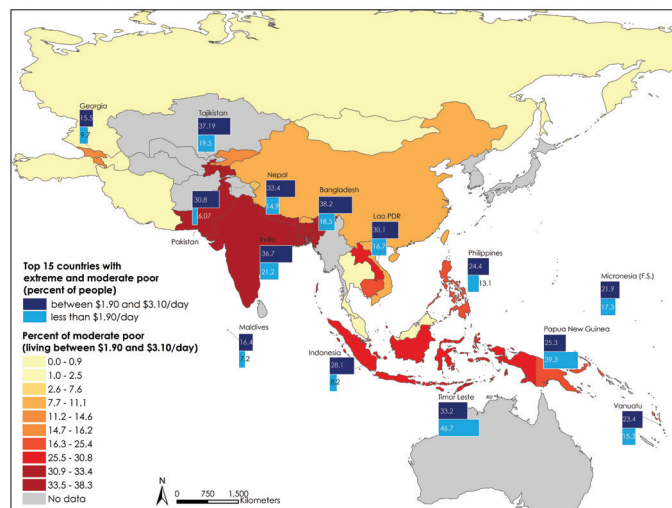 Georgia
15.5
9.7
Tajikistan
37.19
19.5
Nepal
33.4
14.9
Bangladesh
38.2
18.5
Lao PDR
30.1
16.7
30.8
6.07
Pakistan
India
36.7
21.2
Philippines
24.4
13.1
Micronesia (F.S.)
21.9
17.3
Maldives
16.4
7.2
Indonesia
28.1
8.2
Papua New Guinea
25.3
39.3
Timor Leste
33.2
46.7
Vanuatu
23.4
15.2
Top 15 countries with
extreme and moderate poor
(percent of people)
between $1.90 and $3.10/day
less than $1.90/day
Percent of moderate poor
(living between $1.90 and $3.10/day)
0.0 - 0.9
1.0 - 2.5
2.6 - 7.6
7.7 - 11.1
11.2 - 14.6
14.7 - 16.2
16.3 - 25.4
25.5 - 30.8
30.9 - 33.4
33.5 - 38.3
No data
N
0 750 1,500
Kilometers